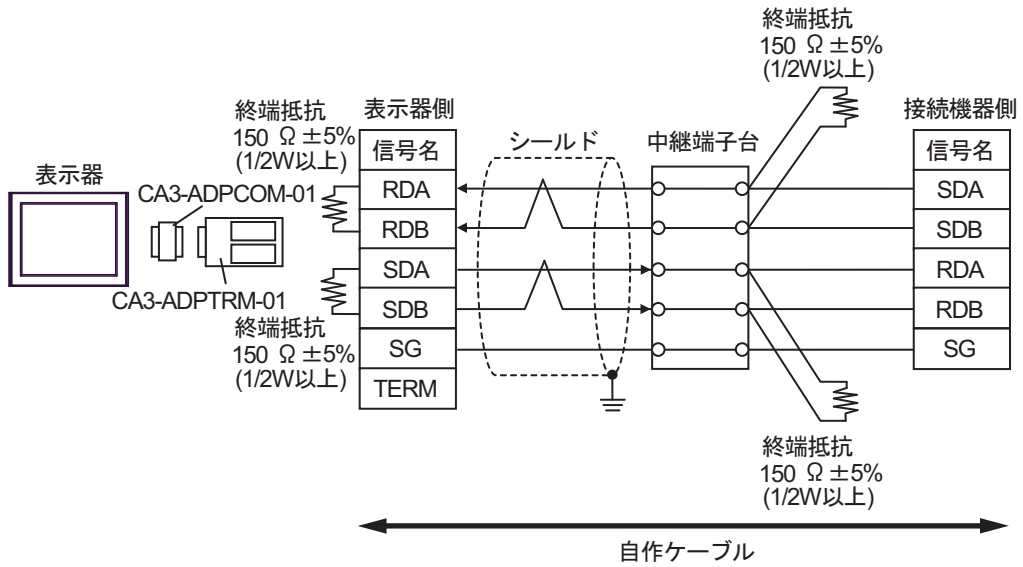 終端抵抗
150 Ω ±5%
(1/2W以上)
終端抵抗
150 Ω ±5%
(1/2W以上)
表示器側
接続機器側
シールド
中継端子台
信号名
信号名
表示器
CA3-ADPCOM-01
RDA
SDA
RDB
SDB
SDA
RDA
CA3-ADPTRM-01
SDB
RDB
終端抵抗
150 Ω ±5%
(1/2W以上)
SG
SG
TERM
終端抵抗
150 Ω ±5%
(1/2W以上)
自作ケーブル